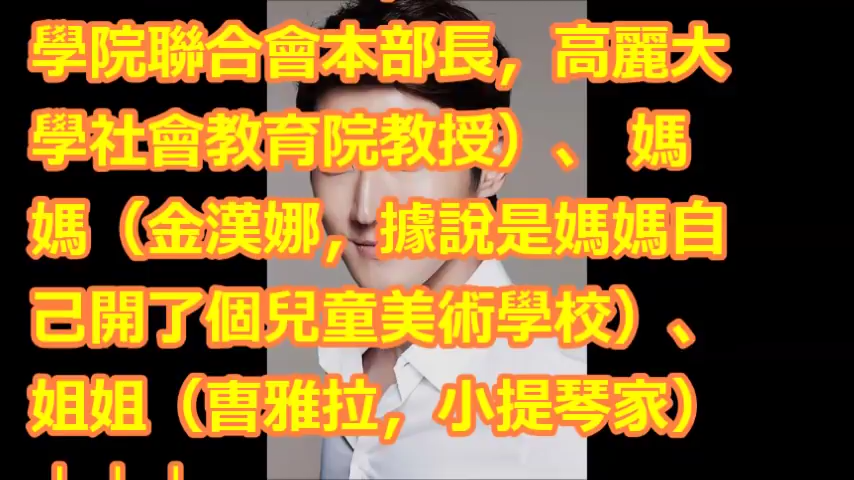 學院聯合會本部長，高麗大
學社會教育院教授）、 媽
媽（金漢娜，據說是媽媽自
己開了個兒童美術學校）、
姐姐（曺雅拉，小提琴家）